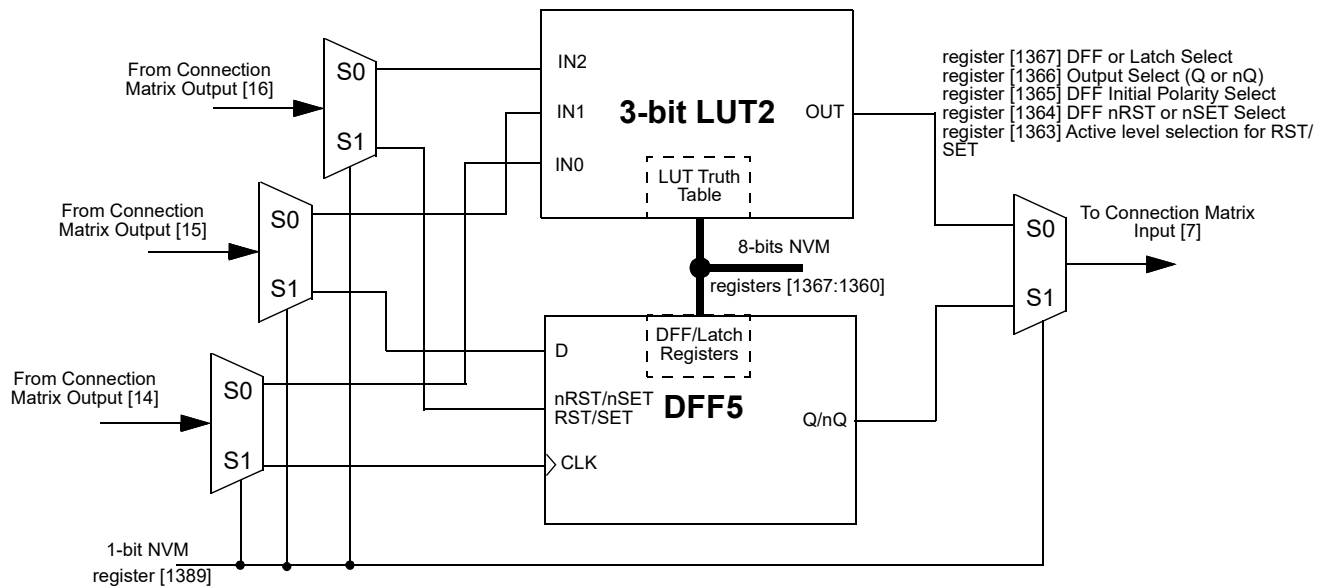 From Connection
Matrix Output [16]
S0
S1
IN2
IN1
IN0
3-bit LUT2
OUT
LUT Truth
Table
register [1367] DFF or Latch Select
register [1366] Output Select (Q or nQ)
register [1365] DFF Initial Polarity Select
register [1364] DFF nRST or nSET Select
register [1363] Active level selection for RST/
SET
From Connection
Matrix Output [15]
S0
S1
8-bits NVM
registers [1367:1360]
S0
S1
To Connection Matrix
Input [7]
From Connection
Matrix Output [14]
S0
S1
DFF/Latch
Registers
D
nRST/nSET
RST/SET
DFF5
Q/nQ
CLK
1-bit NVM
register [1389]